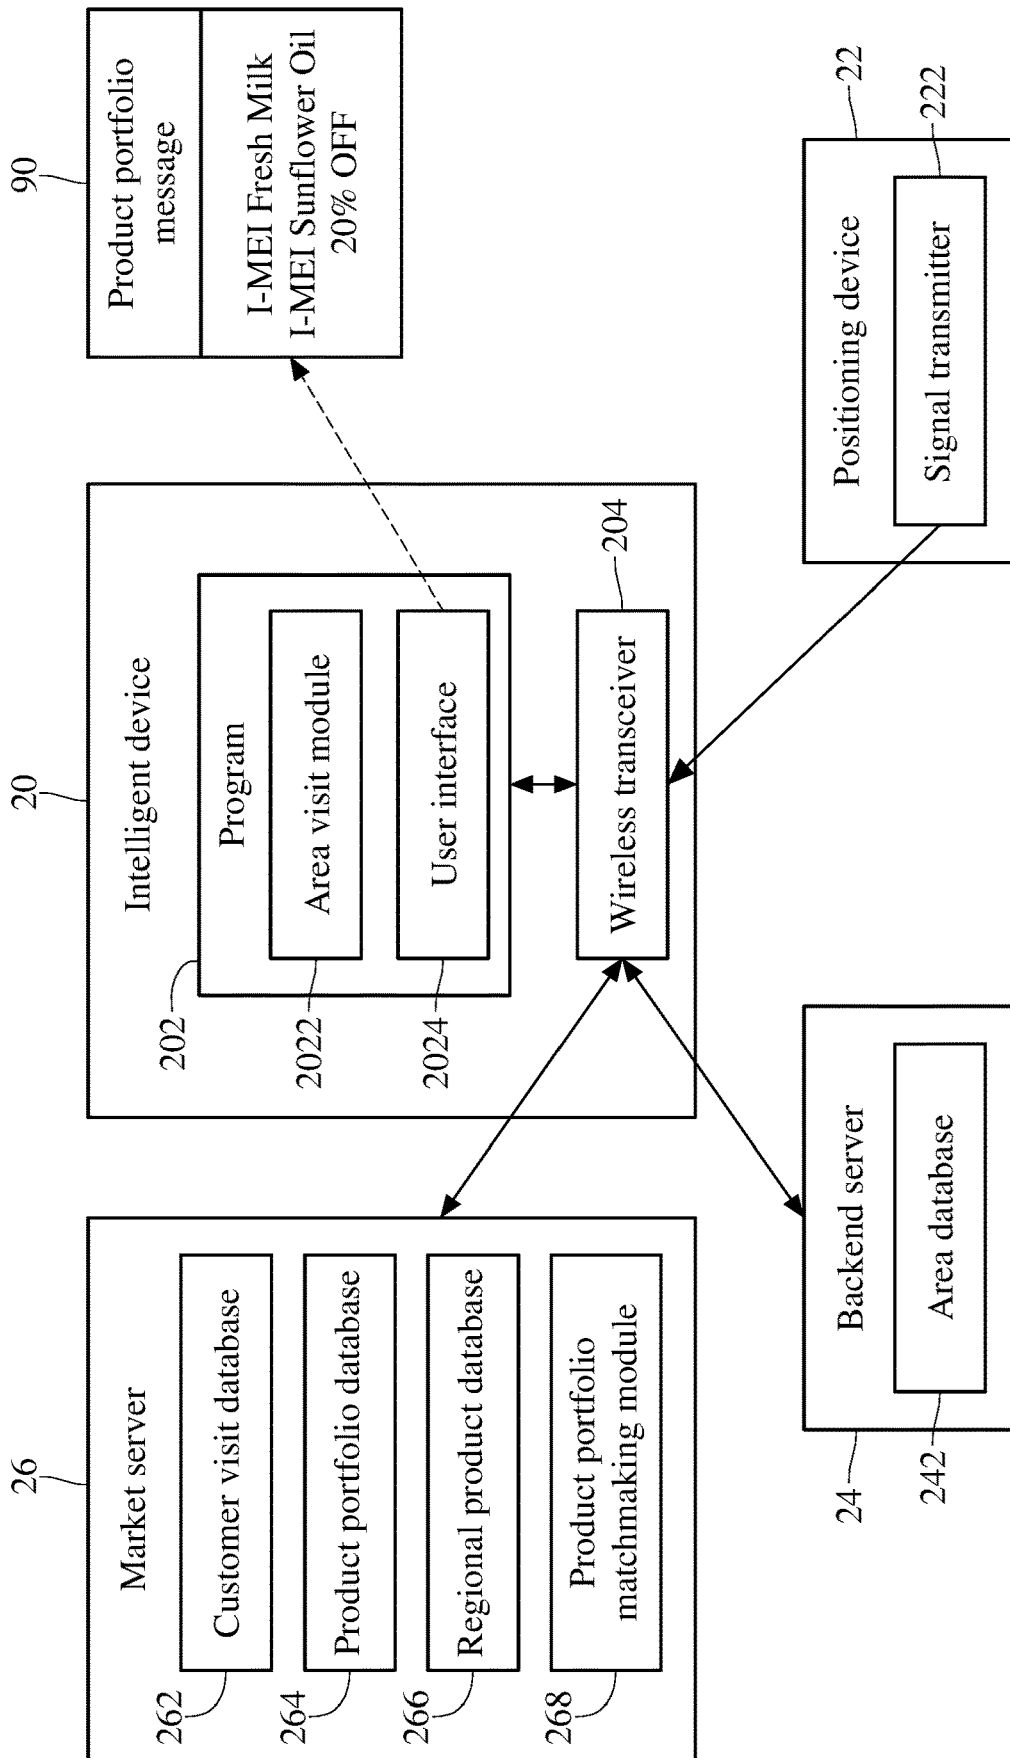 26
Market server
262
Customer visit database
264
Product portfolio database
266
Regional product database
268
Product portfolio
matchmaking module
20
Intelligent device
202
Program
2022
Area visit module
2024
User interface
204
Wireless transceiver
90
Product portfolio
message
I-MEI Fresh Milk
I-MEI Sunflower Oil
20% OFF
24
Backend server
242
Area database
22
Positioning device
222
Signal transmitter